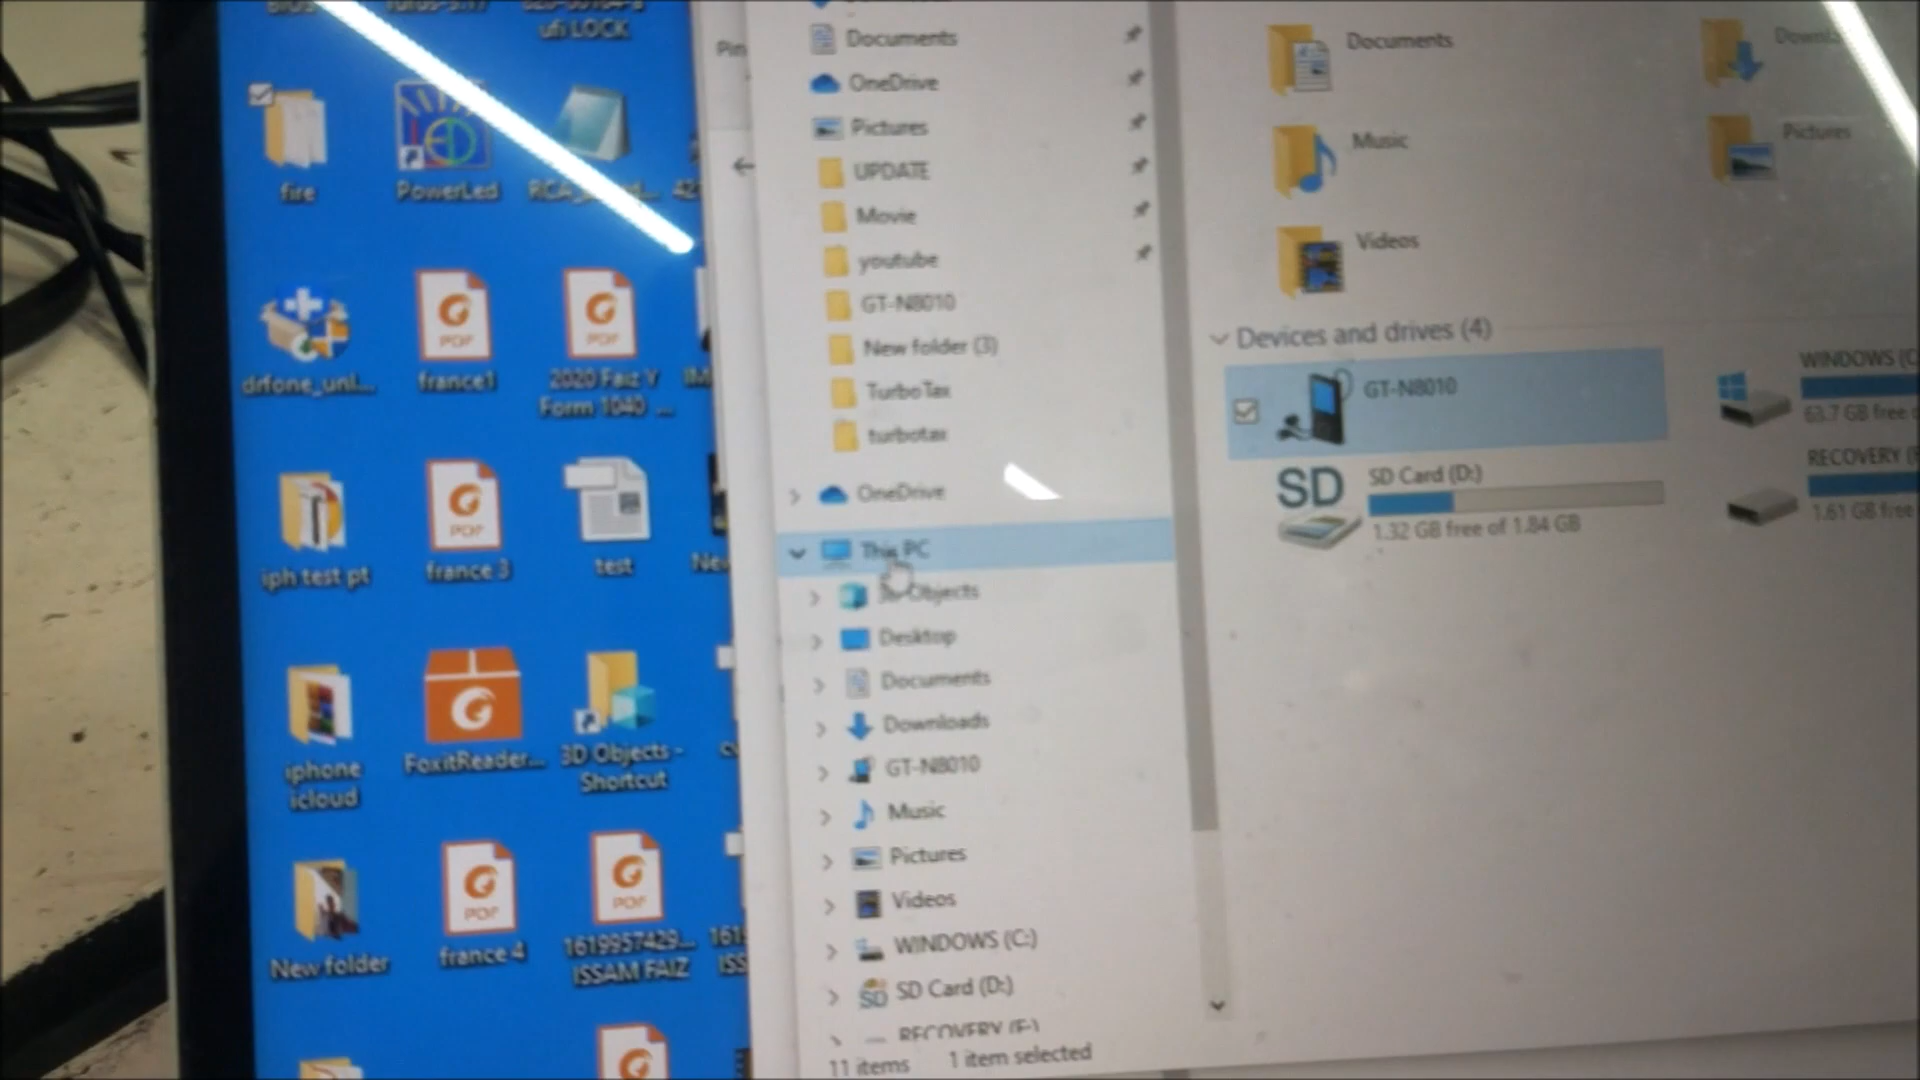 ufi LOCK
fire
PowerLed
drfone_unl...
france1
2020 Faiz Y
Form 1040 ...
iph test pt
france 3
test
iphone
icloud
FoxitReader...
3D Objects -
Shortcut
New folder
france 4
1619957429...
ISSAM FAIZ
Pin
Documents
OneDrive
Pictures
UPDATE
Movie
youtube
GT-N8010
New folder (3)
TurboTax
turbotax
OneDrive
This PC
3D Objects
Desktop
Documents
Downloads
GT-N8010
Music
Pictures
Videos
WINDOWS (C:)
SD Card (D:)
RECOVERY (E:)
11 items 1 item selected
Documents
Music
Pictures
Videos
Devices and drives (4)
GT-N8010
WINDOWS (C
63.7 GB free
SD Card (D:)
1.32 GB free of 1.84 GB
RECOVERY
1.61 GB free